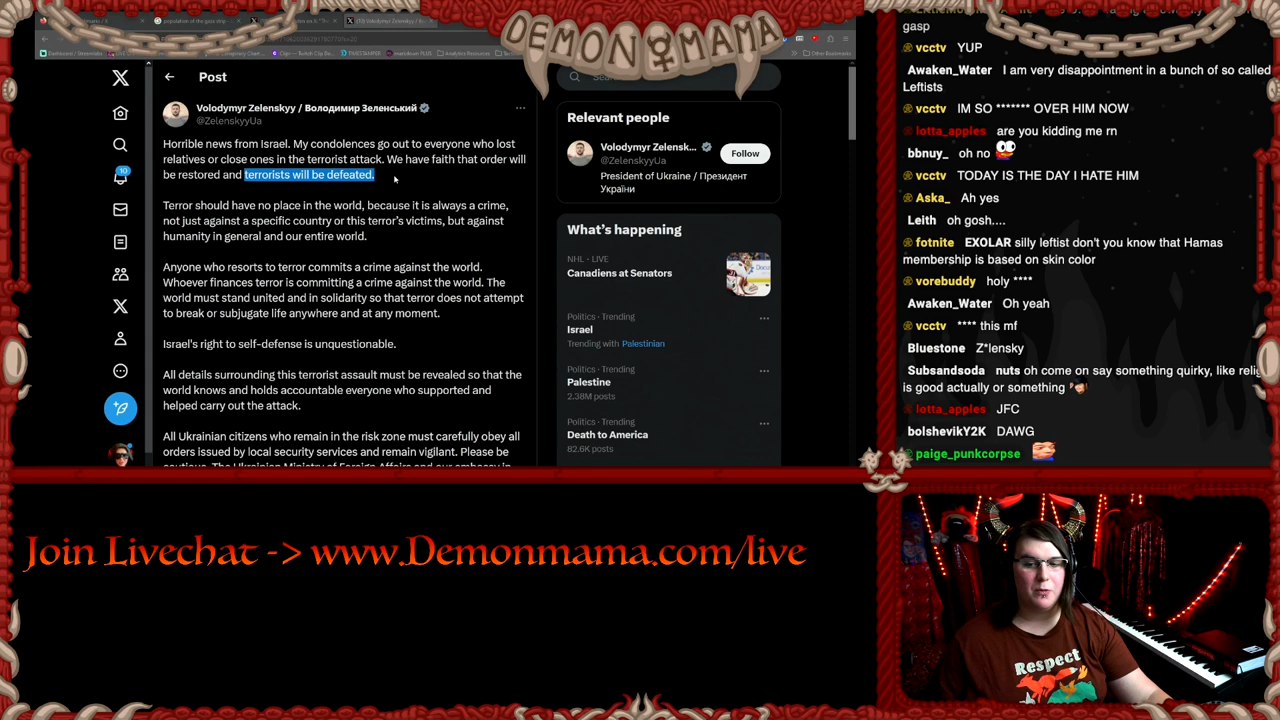 DEMONMAMA
population of the gaza strip
Other Bookmarks
Post
Volodymyr Zelenskyy / Володимир Зеленський
@ZelenskyyUa
Horrible news from Israel. My condolences go out to everyone who lost
relatives or close ones in the terrorist attack. We have faith that order will
be restored and terrorists will be defeated.
Terror should have no place in the world, because it is always a crime,
not just against a specific country or this terror's victims, but against
humanity in general and our entire world.
Anyone who resorts to terror commits a crime against the world.
Whoever finances terror is committing a crime against the world. The
world must stand united and in solidarity so that terror does not attempt
to break or subjugate life anywhere and at any moment.
Israel's right to self-defense is unquestionable.
All details surrounding this terrorist assault must be revealed so that the
world knows and holds accountable everyone who supported and
helped carry out the attack.
All Ukrainian citizens who remain in the risk zone must carefully obey all
orders issued by local security services and remain vigilant. Please be
10
Relevant people
Volodymyr Zelensk...
@ZelenskyyUa
Follow
President of Ukraine / Президент
України
What's happening
NHL · LIVE
Canadiens at Senators
Politics · Trending
Israel
Trending with Palestinian
Politics · Trending
Palestine
2.38M posts
Politics · Trending
Death to America
82.6K posts
gasp
vcctv YUP
Awaken_Water I am very disappointment in a bunch of so called
Leftists
vcctv IM SO ******* OVER HIM NOW
lotta_apples are you kidding me rn
bbnuy_ oh no
vcctv TODAY IS THE DAY I HATE HIM
Aska_ Ah yes
Leith oh gosh....
fotnite EXOLAR silly leftist don't you know that Hamas
membership is based on skin color
vorebuddy holy ****
Awaken_Water Oh yeah
vcctv **** this mf
Bluestone Z*lensky
Subsandsoda nuts oh come on say something quirky, like relig
is good actually or something
lotta_apples JFC
bolshevikY2K DAWG
paige_punkcorpse
Join Livechat -> www.Demonmama.com/live
Respect